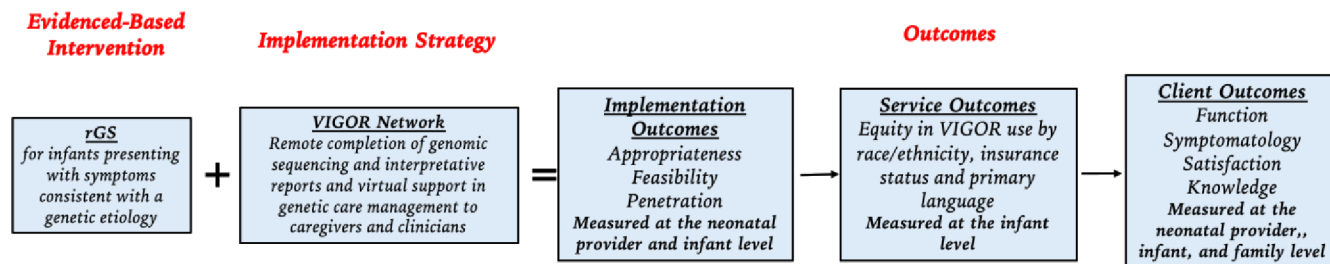 Evidenced-Based
Intervention
Implementation Strategy
Outcomes
rGS
for infants presenting
with symptoms
consistent with a
genetic etiology
+
VIGOR Network
Remote completion of genomic
sequencing and interpretative
reports and virtual support in
genetic care management to
caregivers and clinicians
=
Implementation
Outcomes
Appropriateness
Feasibility
Penetration
Measured at the neonatal
provider and infant level
Service Outcomes
Equity in VIGOR use by
race/ethnicity, insurance
status and primary
language
Measured at the infant
level
Client Outcomes
Function
Symptomatology
Satisfaction
Knowledge
Measured at the
neonatal provider,,
infant, and family level